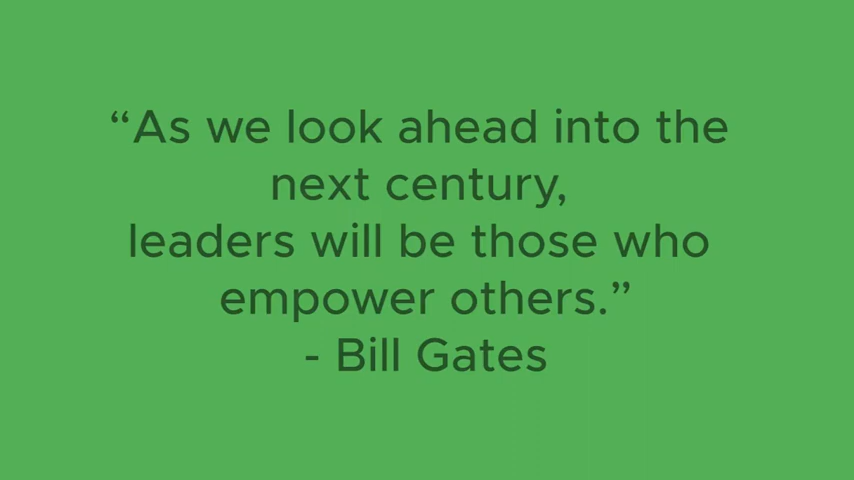 “As we look ahead into the
next century,
leaders will be those who
empower others.”
- Bill Gates